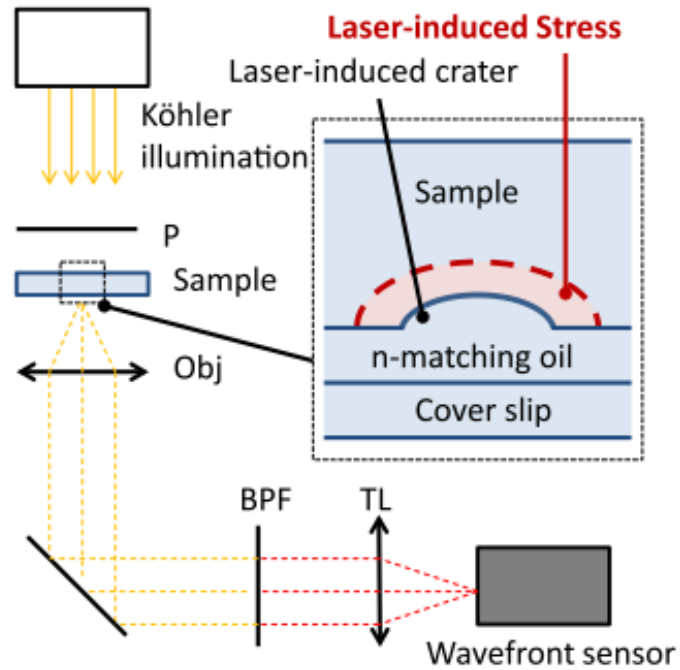 Laser-induced Stress
Laser-induced crater
Köhler
illumination
P
Sample
Obj
Sample
n-matching oil
Cover slip
BPF
TL
Wavefront sensor